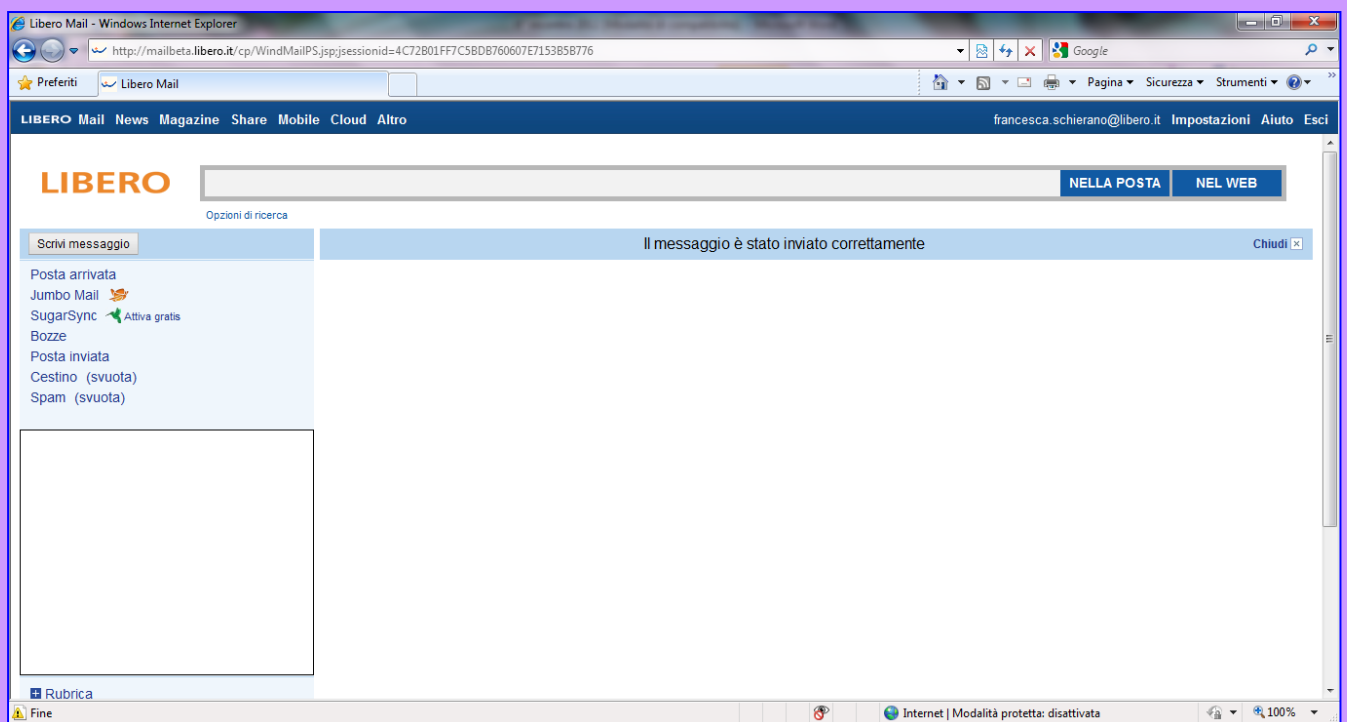 Libero Mail - Windows Internet Explorer
http://mailbeta.libero.it/cp/WindMailPS.jsp;jsessionid=4C72B01FF7C5BDB760607E7153B5B776
Google
Preferiti
Libero Mail
Pagina
Sicurezza
Strumenti
LIBERO Mail News Magazine Share Mobile Cloud Altro
francesca.schierano@libero.it Impostazioni Aiuto Esci
LIBERO
NELLA POSTA
NEL WEB
Opzioni di ricerca
Scrivi messaggio
Il messaggio è stato inviato correttamente
Chiudi
Posta arrivata
Jumbo Mail
SugarSync Attiva gratis
Bozze
Posta inviata
Cestino (svuota)
Spam (svuota)
Rubrica
Fine
Internet | Modalità protetta: disattivata
100%